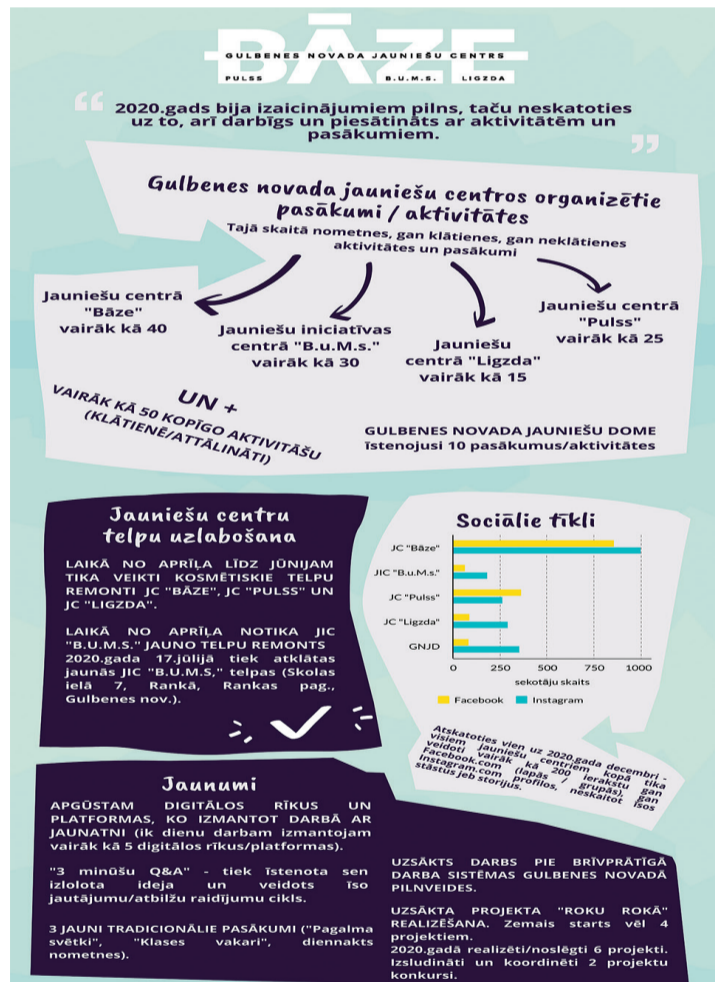 BĀZE
GULBENES NOVADA JAUNIEŠU CENTRS
PULSS B.U.M.S. LIGZDA
“ 2020.gads bija izaicinājumiem pilns, taču neskatoties
uz to, arī darbīgs un piesātināts ar aktivitātēm un
pasākumiem. ”
Gulbenes novada jauniešu centros organizētie
pasākumi / aktivitātes
Tajā skaitā nometnes, gan klātienes, gan neklātienes
aktivitātes un pasākumi
Jauniešu centrā
"Bāze"
vairāk kā 40
Jauniešu iniciatīvas
centrā "B.u.M.s."
vairāk kā 30
Jauniešu
centrā "Ligzda"
vairāk kā 15
Jauniešu centrā
"Pulss"
vairāk kā 25
UN +
VAIRĀK KĀ 50 KOPĪGO AKTIVITĀŠU
(KLĀTIENĒ/ATTĀLINĀTI)
GULBENES NOVADA JAUNIEŠU DOME
īstenojusi 10 pasākumus/aktivitātes
Jauniešu centru
telpu uzlabošana
LAIKĀ NO APRĪĻA LĪDZ JŪNIJAM
TIKA VEIKTI KOSMĒTISKIE TELPU
REMONTI JC "BĀZE", JC "PULSS" UN
JC "LIGZDA".
LAIKĀ NO APRĪĻA NOTIKA JIC
"B.U.M.S." JAUNO TELPU REMONTS
2020.gada 17.jūlijā tiek atklātas
jaunās JIC "B.U.M.S," telpas (Skolas
ielā 7, Rankā, Rankas pag.,
Gulbenes nov.).
Sociālie tīkli
JC "Bāze"
JIC "B.u.M.s."
JC "Pulss"
JC "Ligzda"
GNJD
0 250 500 750 1000
sekotāju skaits
Facebook Instagram
Atskatoties vien uz 2020.gada decembri -
visiem jauniešu centriem kopā tika
veidoti vairāk kā 200 ierakstu gan
Facebook.com (lapās / grupās), gan
Instagram.com profilos, neskaitot īsos
stāstus jeb storijus.
Jaunumi
APGŪSTAM DIGITĀLOS RĪKUS UN
PLATFORMAS, KO IZMANTOT DARBĀ AR
JAUNATNI (ik dienu darbam izmantojam
vairāk kā 5 digitālos rīkus/platformas).
"3 minūšu Q&A" - tiek īstenota sen
izlolota ideja un veidots īso
jautājumu/atbilžu raidījumu cikls.
3 JAUNI TRADICIONĀLIE PASĀKUMI ("Pagalma
svētki", "Klases vakari", diennakts
nometnes).
UZSĀKTS DARBS PIE BRĪVPRĀTĪGĀ
DARBA SISTĒMAS GULBENES NOVADĀ
PILNVEIDES.
UZSĀKTA PROJEKTA "ROKU ROKĀ"
REALIZĒŠANA. Zemais starts vēl 4
projektiem.
2020.gadā realizēti/noslēgti 6 projekti.
Izsludināti un koordinēti 2 projektu
konkursi.